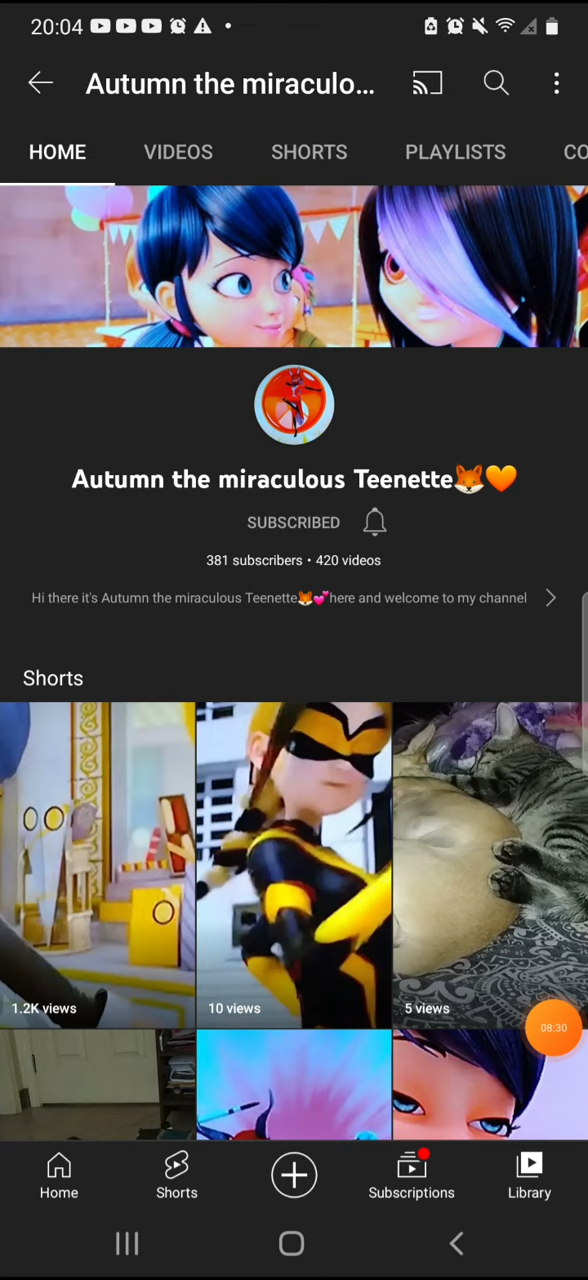 20:04
Autumn the miraculo...
HOME VIDEOS SHORTS PLAYLISTS CO
Autumn the miraculous Teenette🦊🧡
SUBSCRIBED
381 subscribers • 420 videos
Hi there it's Autumn the miraculous Teenette🦊💕here and welcome to my channel
Shorts
1.2K views 10 views 5 views
08:30
Home Shorts Subscriptions Library